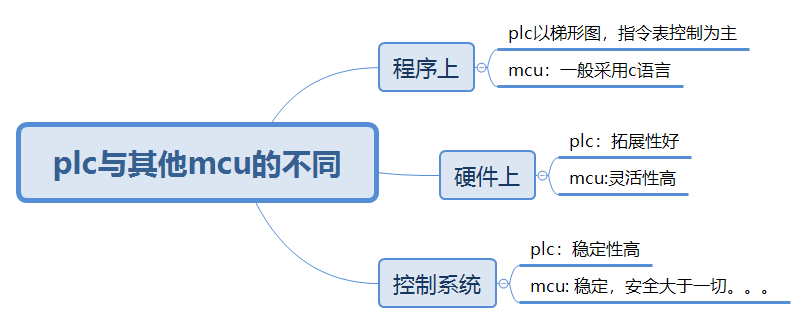 plc与其他mcu的不同
程序上
plc以梯形图，指令表控制为主
mcu：一般采用c语言
硬件上
plc：拓展性好
mcu:灵活性高
控制系统
plc：稳定性高
mcu: 稳定，安全大于一切。。。